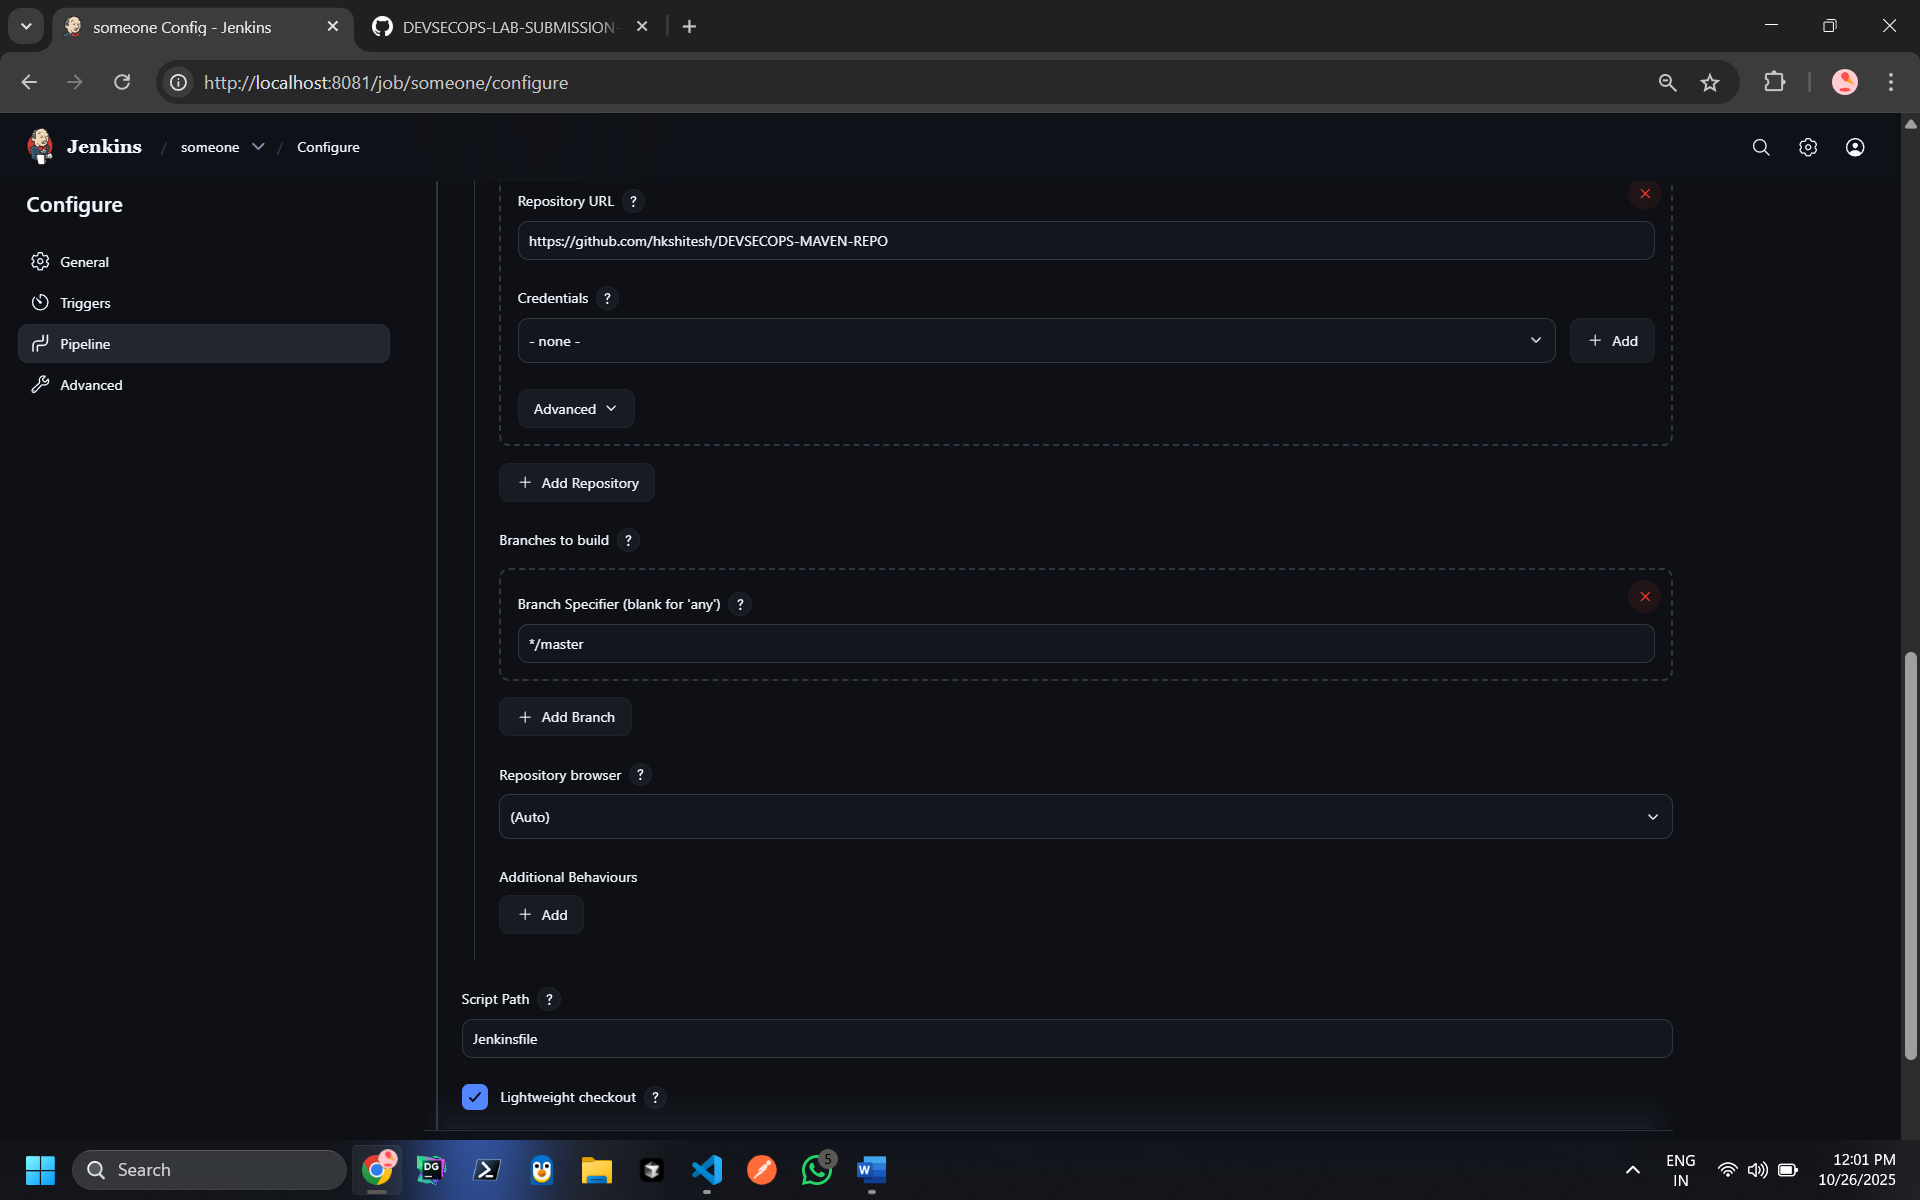 someone Config - Jenkins
DEVSECOPS-LAB-SUBMISSION-
http://localhost:8081/job/someone/configure
Jenkins / someone / Configure
Configure
General
Triggers
Pipeline
Advanced
Repository URL ?
https://github.com/hkshitesh/DEVSECOPS-MAVEN-REPO
Credentials ?
- none -
+ Add
Advanced
+ Add Repository
Branches to build ?
Branch Specifier (blank for 'any') ?
*/master
+ Add Branch
Repository browser ?
(Auto)
Additional Behaviours
+ Add
Script Path ?
Jenkinsfile
Lightweight checkout ?
Search
DG
5
W
ENG
IN
12:01 PM
10/26/2025